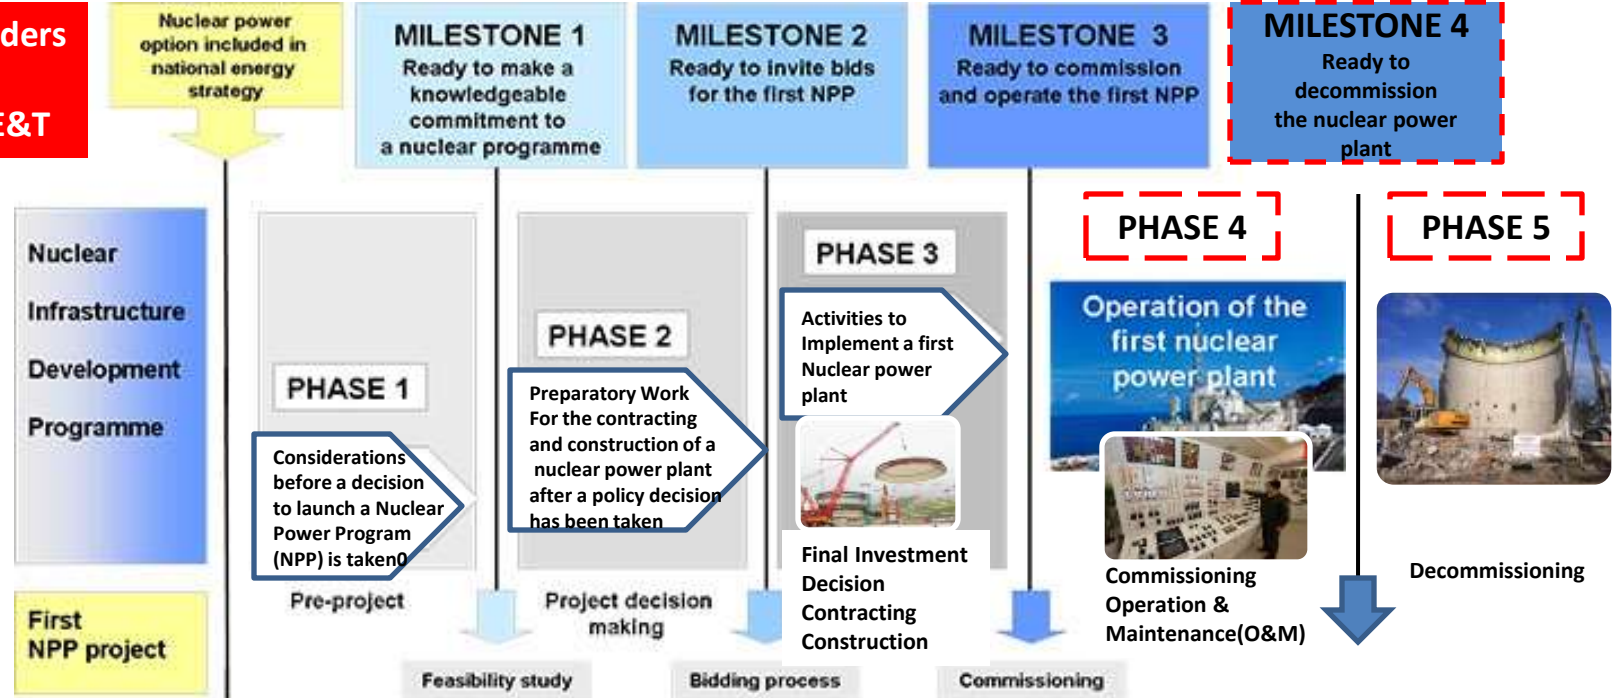 ders
E&T
Nuclear power
option included in
national energy
strategy
MILESTONE 1
Ready to make a
knowledgeable
commitment to
a nuclear programme
MILESTONE 2
Ready to invite bids
for the first NPP
MILESTONE 3
Ready to commission
and operate the first NPP
MILESTONE 4
Ready to
decommission
the nuclear power
plant
Nuclear
Infrastructure
Development
Programme
PHASE 1
Considerations
before a decision
to launch a Nuclear
Power Program
(NPP) is taken0
PHASE 2
Preparatory Work
For the contracting
and construction of a
nuclear power plant
after a policy decision
has been taken
PHASE 3
Activities to
Implement a first
Nuclear power
plant
Final Investment
Decision
Contracting
Construction
PHASE 4
Operation of the
first nuclear
power plant
Commissioning
Operation &
Maintenance(O&M)
PHASE 5
Decommissioning
First
NPP project
Pre-project
Project decision
making
Feasibility study
Bidding process
Commissioning